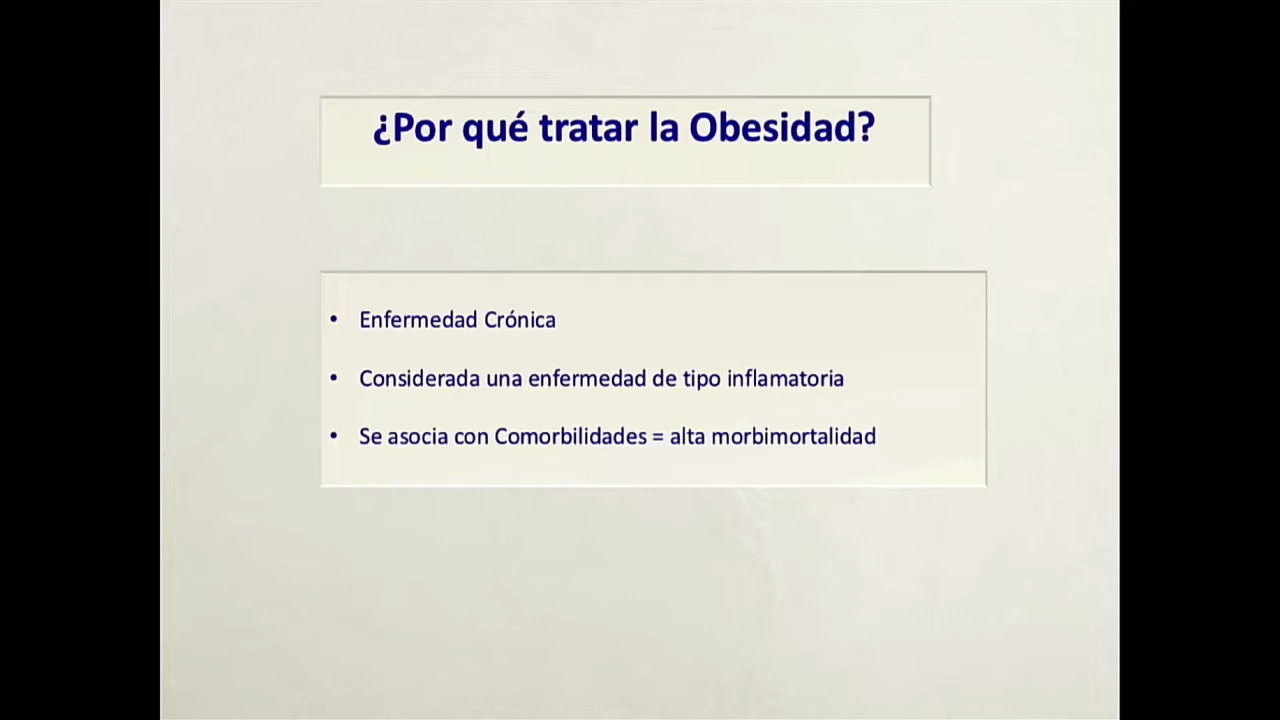 ¿Por qué tratar la Obesidad?
• Enfermedad Crónica
• Considerada una enfermedad de tipo inflamatoria
• Se asocia con Comorbilidades = alta morbimortalidad